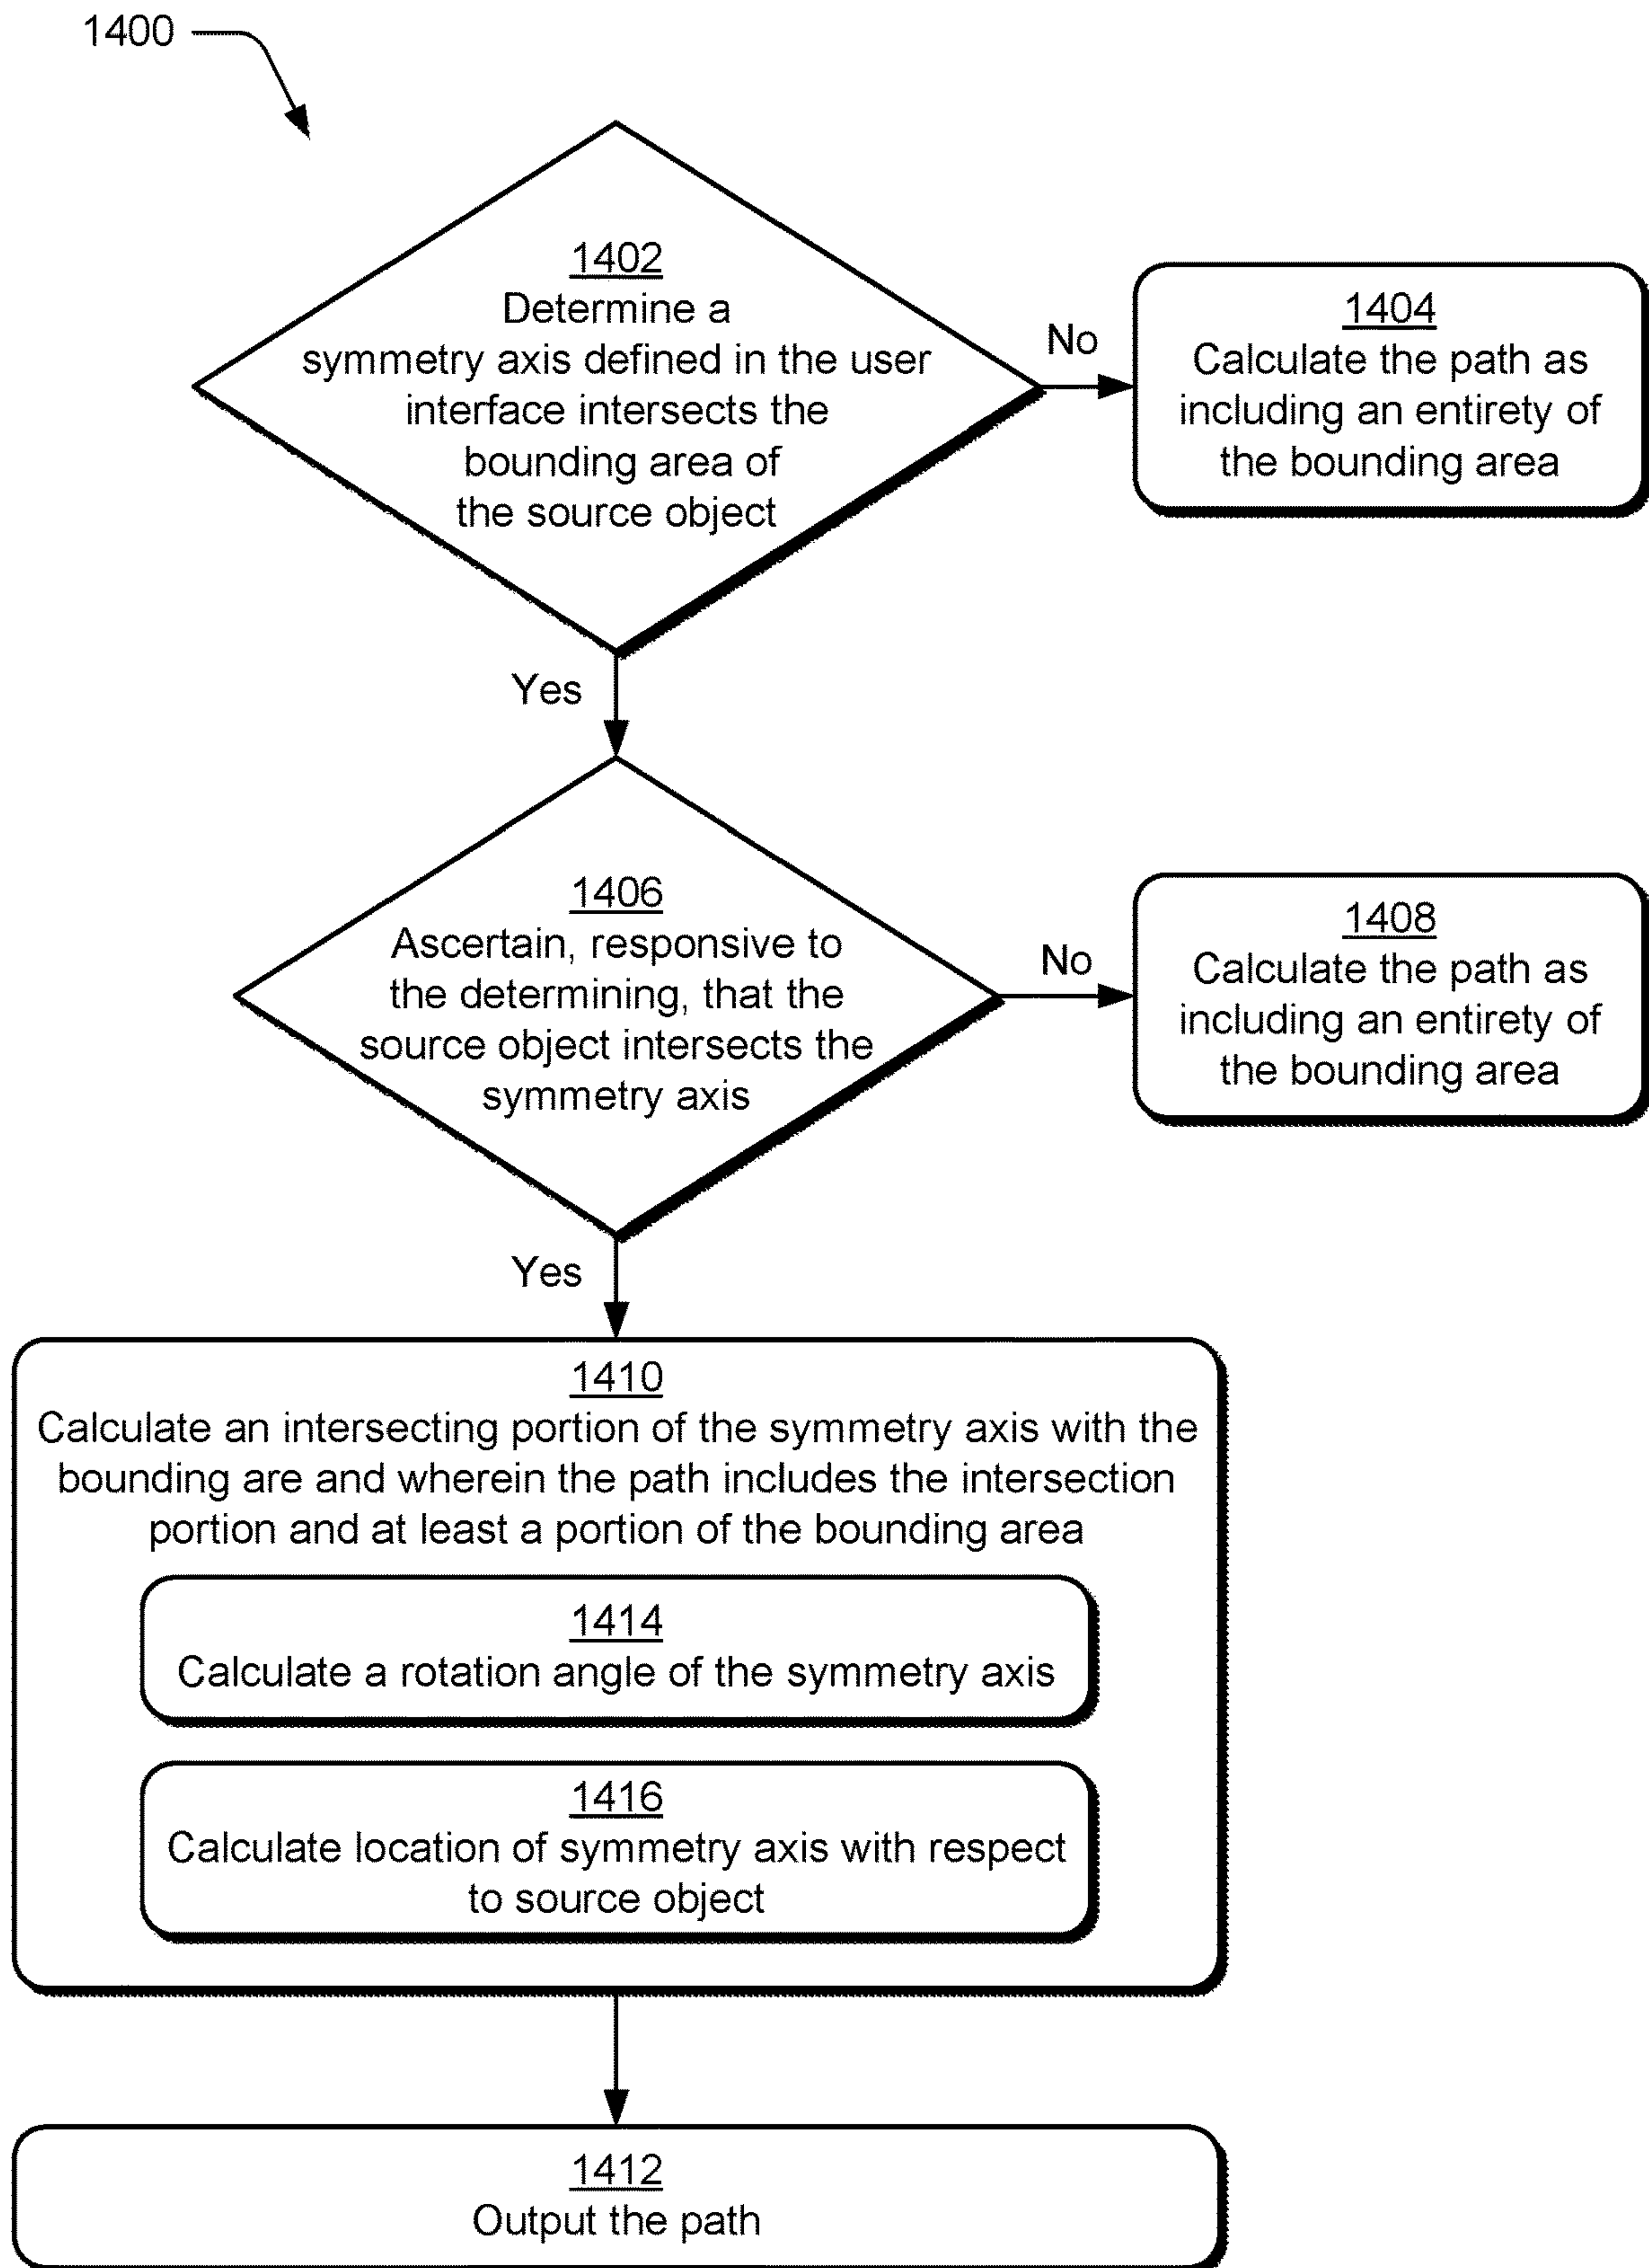 1400
1402
Determine a
symmetry axis defined in the user
interface intersects the
bounding area of
the source object
No
1404
Calculate the path as
including an entirety of
the bounding area
Yes
1406
Ascertain, responsive to
the determining, that the
source object intersects the
symmetry axis
No
1408
Calculate the path as
including an entirety of
the bounding area
Yes
1410
Calculate an intersecting portion of the symmetry axis with the
bounding are and wherein the path includes the intersection
portion and at least a portion of the bounding area
1414
Calculate a rotation angle of the symmetry axis
1416
Calculate location of symmetry axis with respect
to source object
1412
Output the path